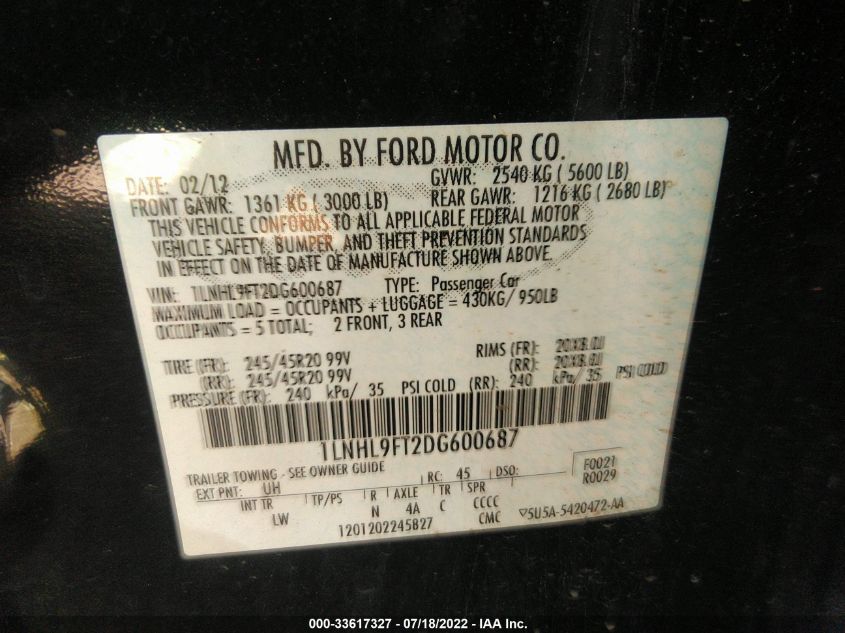 MFD. BY FORD MOTOR CO.
DATE: 02/12 GVWR: 2540 KG ( 5600 LB)
FRONT GAWR: 1361 KG ( 3000 LB) REAR GAWR: 1216 KG ( 2680 LB)
THIS VEHICLE CONFORMS TO ALL APPLICABLE FEDERAL MOTOR
VEHICLE SAFETY, BUMPER, AND THEFT PREVENTION STANDARDS
IN EFFECT ON THE DATE OF MANUFACTURE SHOWN ABOVE.
VIN: 1LNHL9FT2DG600687 TYPE: Passenger Car
MAXIMUM LOAD = OCCUPANTS + LUGGAGE = 430KG/ 950LB
OCCUPANTS = 5 TOTAL; 2 FRONT, 3 REAR
TIRE (FR): 245/45R20 99V RIMS (FR): 20X8.0J
(RR): 245/45R20 99V (RR): 20X8.0J
PRESSURE (FR): 240 kPa/ 35 PSI COLD (RR): 240 kPa/ 35 PSI COLD
1LNHL9FT2DG600687
TRAILER TOWING - SEE OWNER GUIDE F0021
EXT PNT: UH RC: 45 DSO: R0029
INT TR TP/PS R AXLE TR SPR
LW N 4A C CCCC
1201202245827 CMC ▽5U5A-5420472-AA
000-33617327 - 07/18/2022 - IAA Inc.